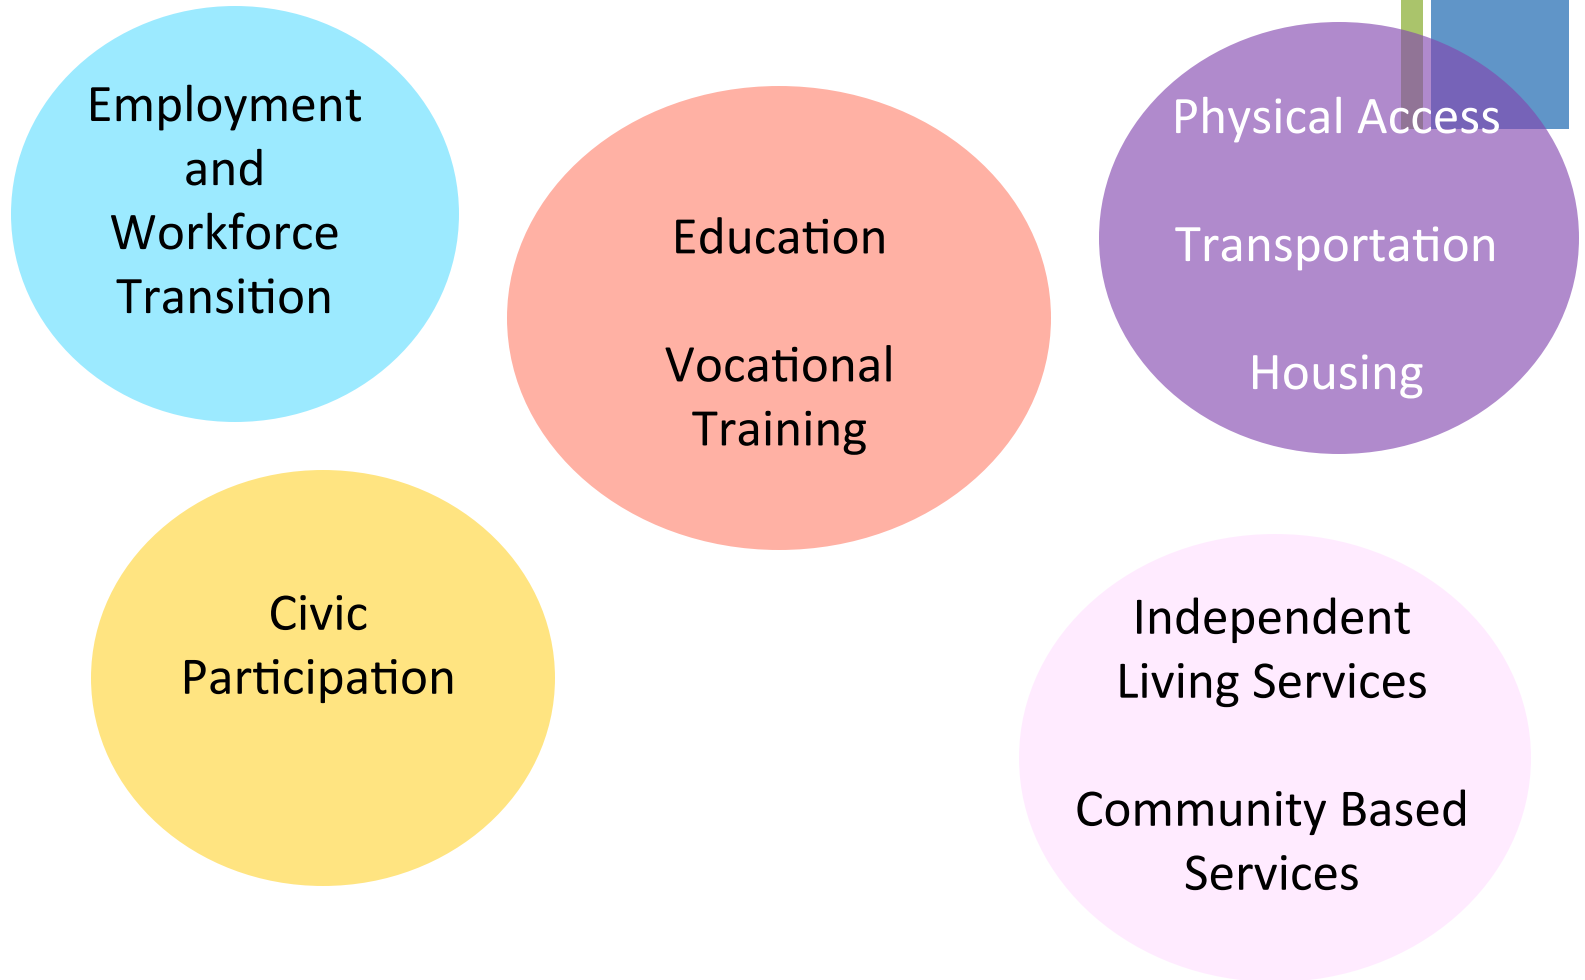 Employment
and
Workforce
Transition
Education
Vocational
Training
Physical Access
Transportation
Housing
Civic
Participation
Independent
Living Services
Community Based
Services